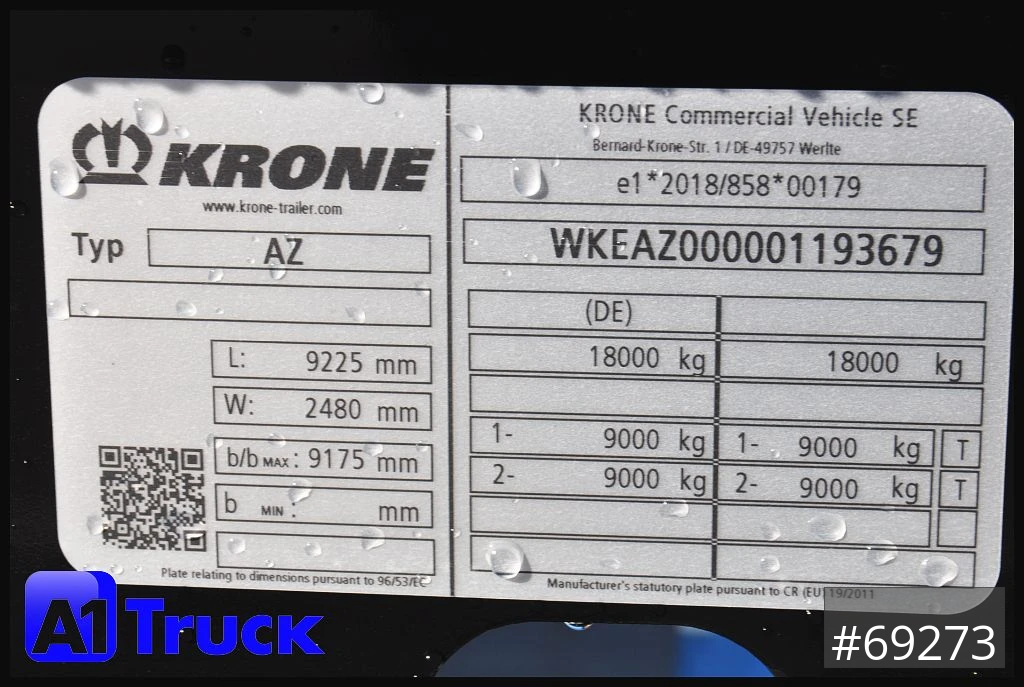 KRONE
www.krone-trailer.com
Typ AZ
L: 9225 mm
W: 2480 mm
b/b MAX : 9175 mm
b MIN : mm
Plate relating to dimensions pursuant to 96/53/EC
KRONE Commercial Vehicle SE
Bernard-Krone-Str. 1 / DE-49757 Werlte
e1*2018/858*00179
WKEAZ000001193679
(DE)
18000 kg 18000 kg
1- 9000 kg 1- 9000 kg T
2- 9000 kg 2- 9000 kg T
Manufacturer's statutory plate pursuant to CR (EU) 19/2011
A1 Truck
#69273